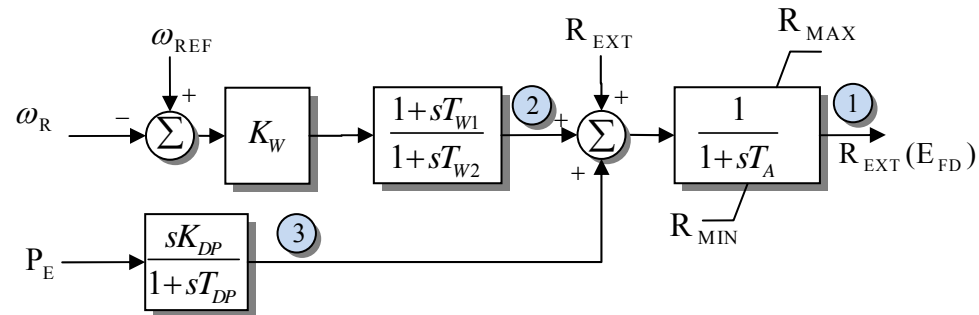 ω_REF
R_EXT
R_MAX
ω_R
−
+
Σ
K_W
1+sT_W1
1+sT_W2
2
+
+
+
Σ
1
1+sT_A
1
R_EXT(E_FD)
R_MIN
P_E
sK_DP
1+sT_DP
3